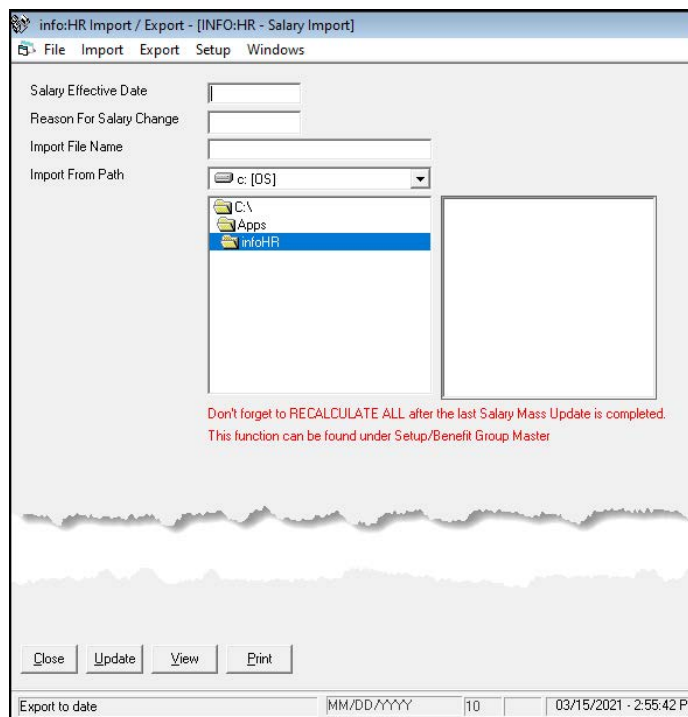 info:HR Import / Export - [INFO:HR - Salary Import]
File Import Export Setup Windows
Salary Effective Date
Reason For Salary Change
Import File Name
Import From Path
c: [OS]
C:\
Apps
infoHR
Don't forget to RECALCULATE ALL after the last Salary Mass Update is completed.
This function can be found under Setup/Benefit Group Master
Close Update View Print
Export to date MM/DD/YYYY 10 03/15/2021 - 2:55:42 P